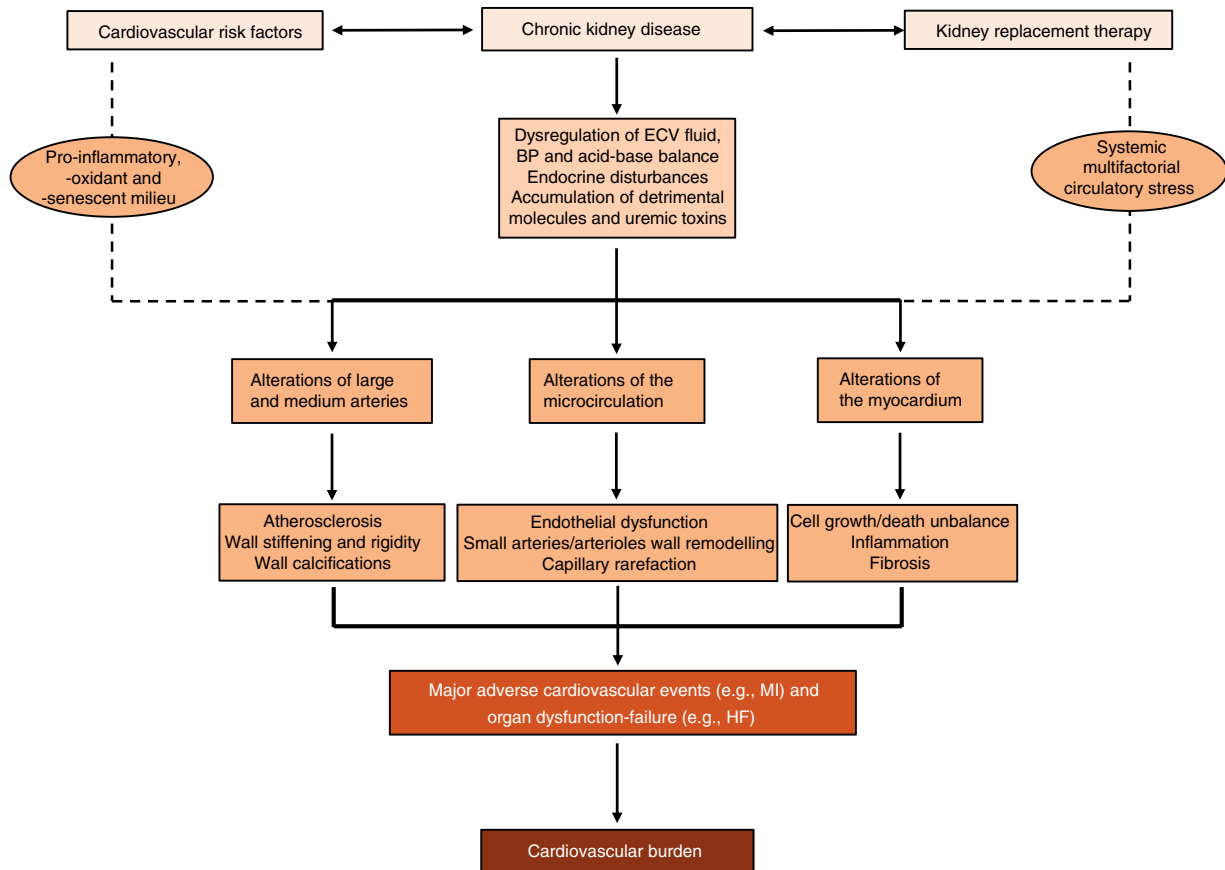 Cardiovascular risk factors
Chronic kidney disease
Kidney replacement therapy
Pro-inflammatory,
-oxidant and
-senescent milieu
Dysregulation of ECV fluid,
BP and acid-base balance
Endocrine disturbances
Accumulation of detrimental
molecules and uremic toxins
Systemic
multifactorial
circulatory stress
Alterations of large
and medium arteries
Alterations of the
microcirculation
Alterations of
the myocardium
Atherosclerosis
Wall stiffening and rigidity
Wall calcifications
Endothelial dysfunction
Small arteries/arterioles wall remodelling
Capillary rarefaction
Cell growth/death unbalance
Inflammation
Fibrosis
Major adverse cardiovascular events (e.g., MI) and
organ dysfunction-failure (e.g., HF)
Cardiovascular burden